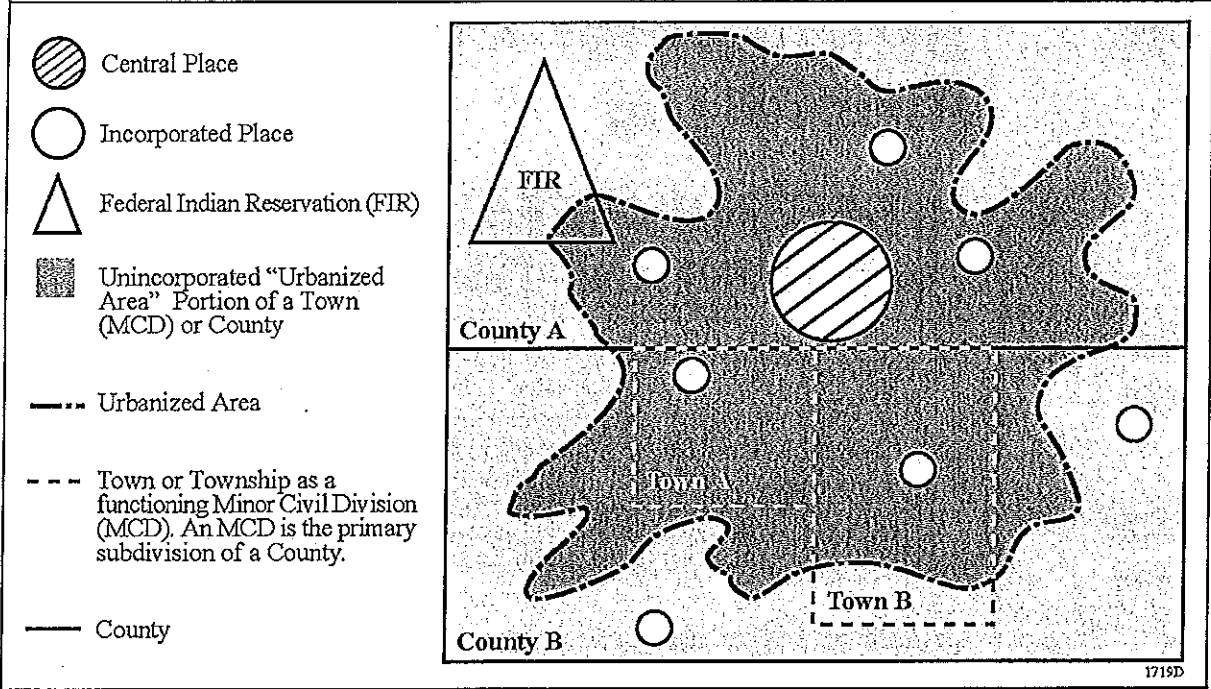 Central Place
Incorporated Place
Federal Indian Reservation (FIR)
Unincorporated “Urbanized
Area” Portion of a Town
(MCD) or County
Urbanized Area
Town or Township as a
functioning Minor Civil Division
(MCD). An MCD is the primary
subdivision of a County.
County
FIR
County A
Town A
Town B
County B
1719D